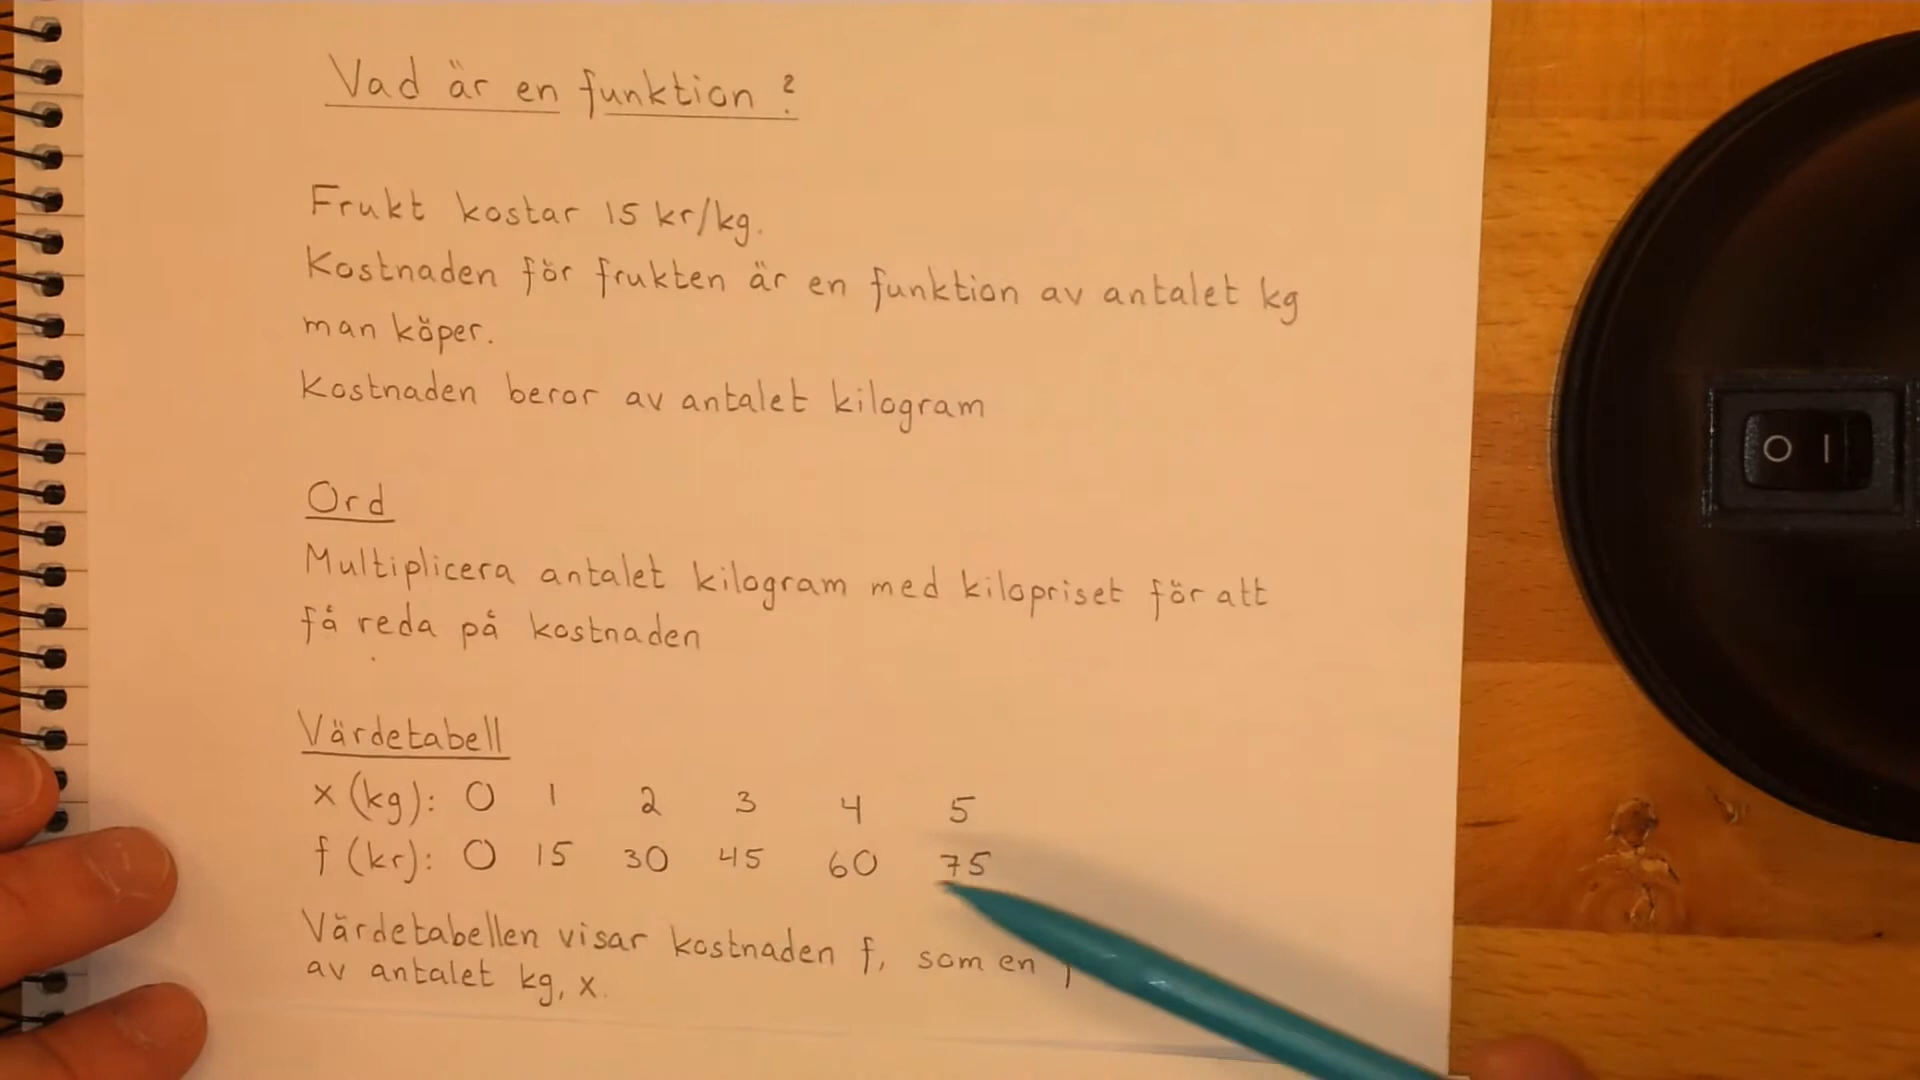 Vad är en funktion?
Frukt kostar 15 kr/kg.
Kostnaden för frukten är en funktion av antalet kg
man köper.
Kostnaden beror av antalet kilogram
Ord
Multiplicera antalet kilogram med kilopriset för att
få reda på kostnaden
Värdetabell
x (kg): 0 1 2 3 4 5
f (kr): 0 15 30 45 60 75
Värdetabellen visar kostnaden f, som en
av antalet kg, x.
O I